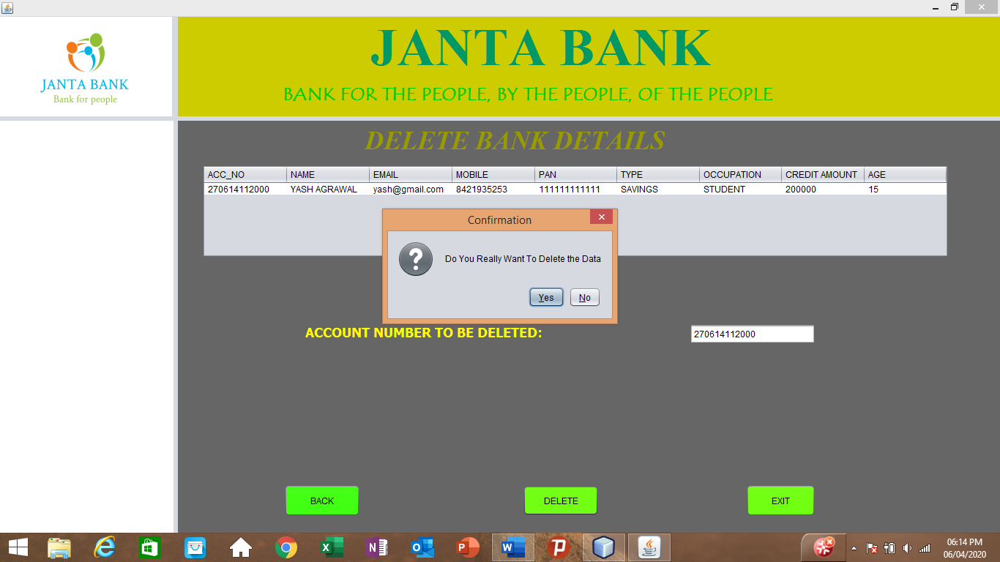 JANTA BANK
Bank for people
JANTA BANK
BANK FOR THE PEOPLE, BY THE PEOPLE, OF THE PEOPLE
DELETE BANK DETAILS
ACC_NO NAME EMAIL MOBILE PAN TYPE OCCUPATION CREDIT AMOUNT AGE
270614112000 YASH AGRAWAL yash@gmail.com 8421935253 111111111111 SAVINGS STUDENT 200000 15
Confirmation
Do You Really Want To Delete the Data
Yes No
ACCOUNT NUMBER TO BE DELETED: 270614112000
BACK DELETE EXIT
06:14 PM
06/04/2020